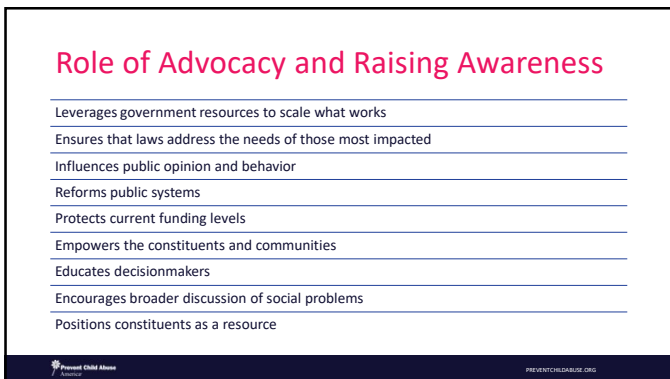 Role of Advocacy and Raising Awareness
Leverages government resources to scale what works
Ensures that laws address the needs of those most impacted
Influences public opinion and behavior
Reforms public systems
Protects current funding levels
Empowers the constituents and communities
Educates decisionmakers
Encourages broader discussion of social problems
Positions constituents as a resource
Prevent Child Abuse
America
PREVENTCHILDABUSE.ORG